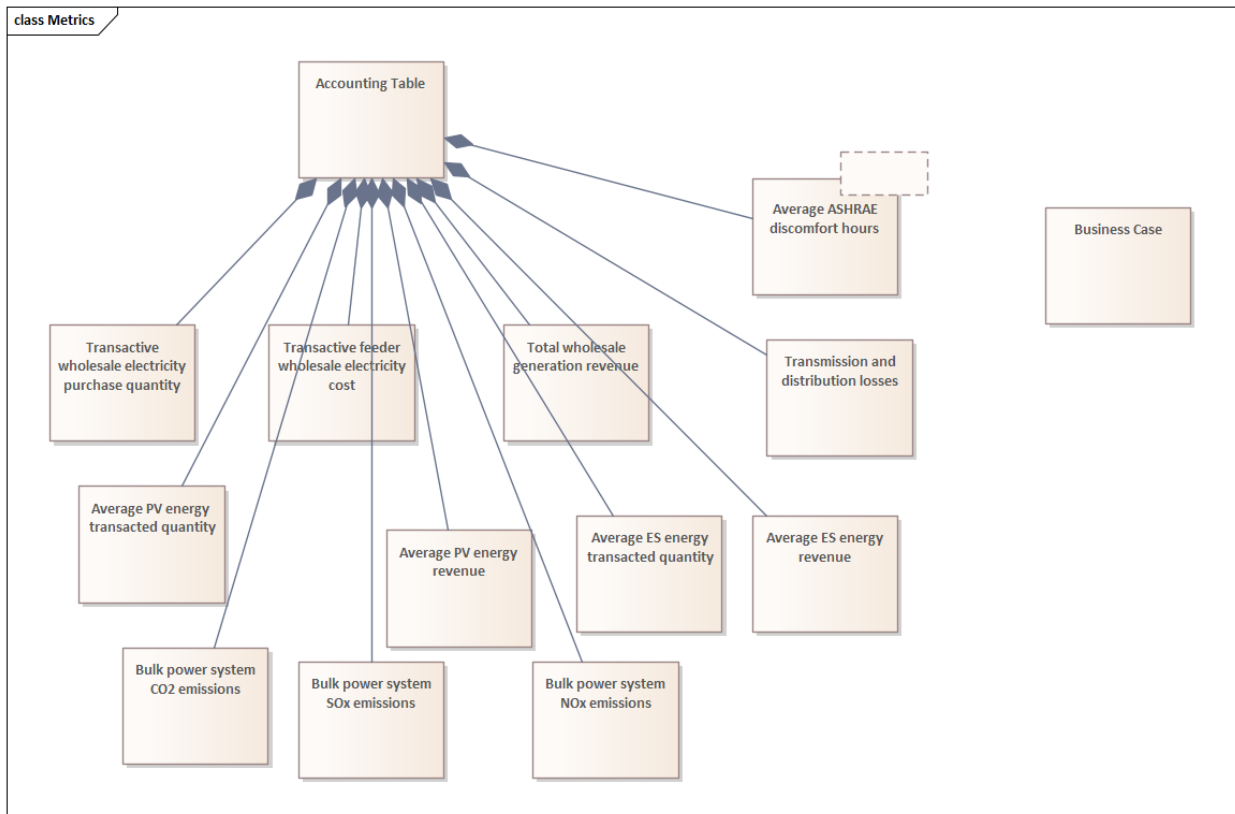 class Metrics
Accounting Table
Average ASHRAE
discomfort hours
Business Case
Transactive
wholesale electricity
purchase quantity
Transactive feeder
wholesale electricity
cost
Total wholesale
generation revenue
Transmission and
distribution losses
Average PV energy
transacted quantity
Average PV energy
revenue
Average ES energy
transacted quantity
Average ES energy
revenue
Bulk power system
CO2 emissions
Bulk power system
SOx emissions
Bulk power system
NOx emissions